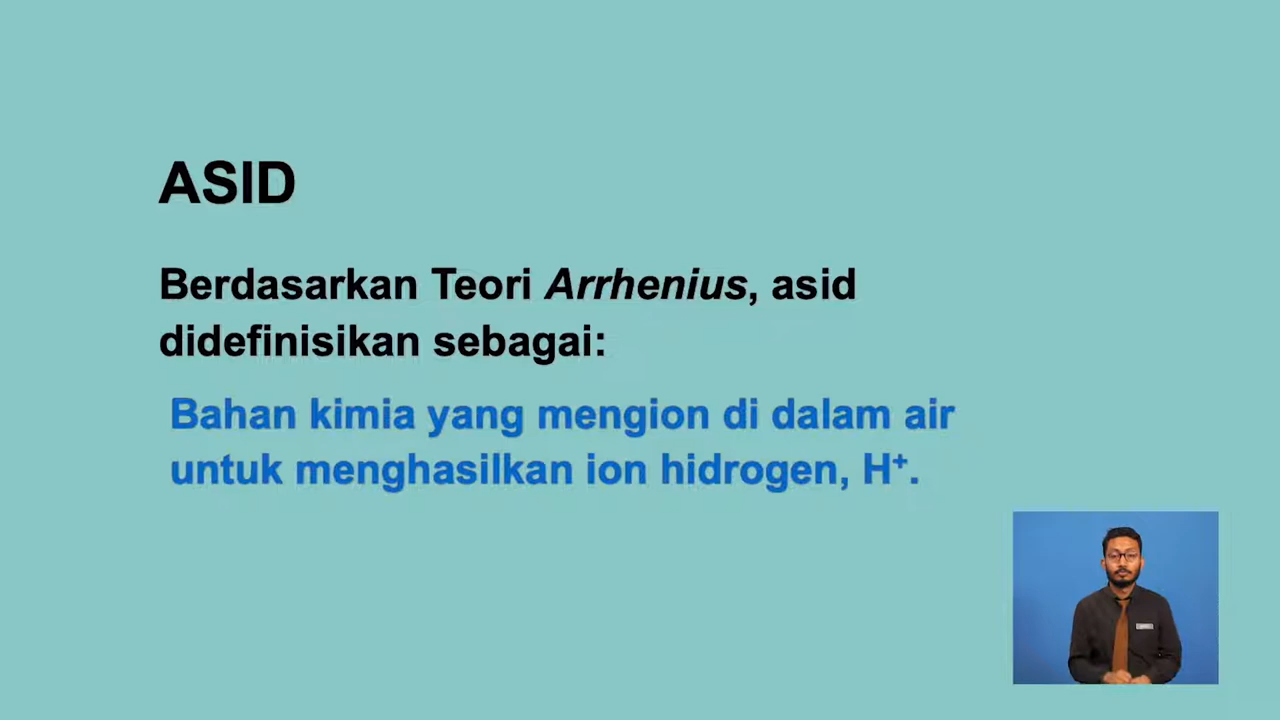 ASID
Berdasarkan Teori Arrhenius, asid
didefinisikan sebagai:
Bahan kimia yang mengion di dalam air
untuk menghasilkan ion hidrogen, H⁺.